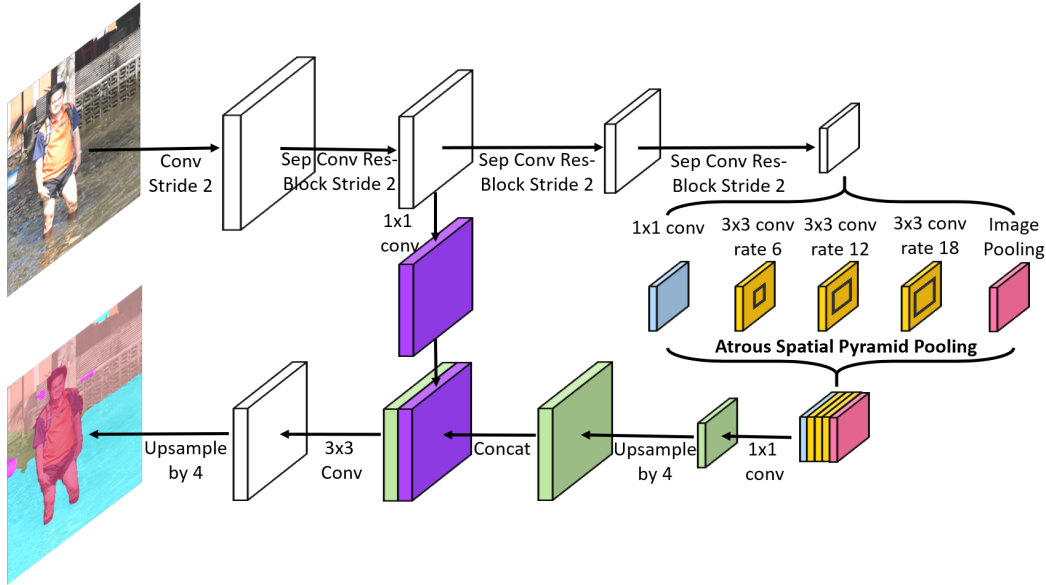 Conv
Stride 2
Sep Conv Res-
Block Stride 2
Sep Conv Res-
Block Stride 2
Sep Conv Res-
Block Stride 2
1x1
conv
1x1 conv
3x3 conv
rate 6
3x3 conv
rate 12
3x3 conv
rate 18
Image
Pooling
Atrous Spatial Pyramid Pooling
Upsample
by 4
3x3
Conv
Concat
Upsample
by 4
1x1
conv